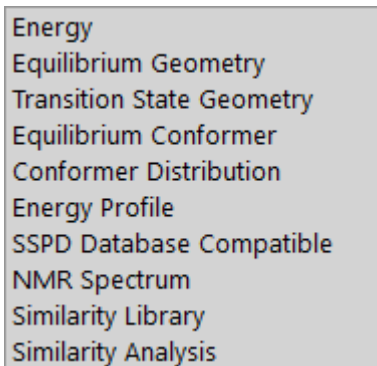 Energy
Equilibrium Geometry
Transition State Geometry
Equilibrium Conformer
Conformer Distribution
Energy Profile
SSPD Database Compatible
NMR Spectrum
Similarity Library
Similarity Analysis